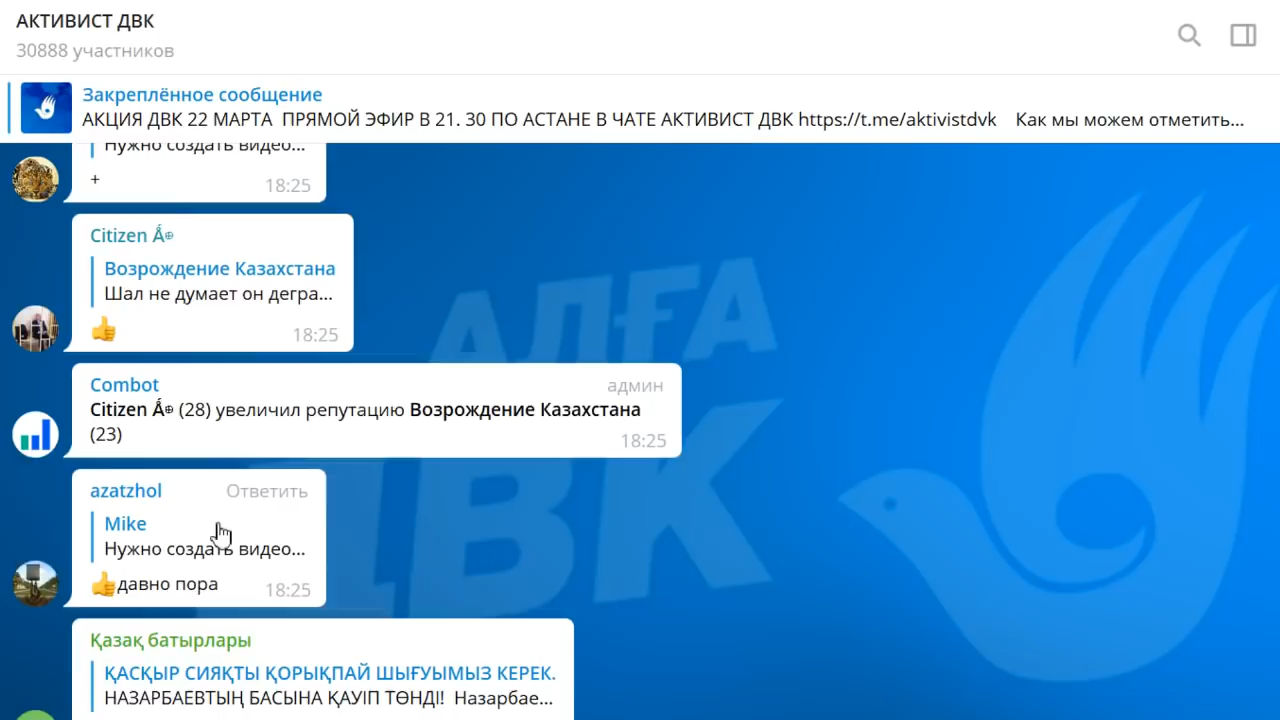 АКТИВИСТ ДВК
30888 участников
Закреплённое сообщение
АКЦИЯ ДВК 22 МАРТА ПРЯМОЙ ЭФИР В 21. 30 ПО АСТАНЕ В ЧАТЕ АКТИВИСТ ДВК https://t.me/aktivistdvk Как мы можем отметить...
Нужно создать видео...
+
18:25
Citizen Ǻ⊕
Возрождение Казахстана
Шал не думает он дегра...
👍
18:25
Combot
админ
Citizen Ǻ⊕ (28) увеличил репутацию Возрождение Казахстана
(23)
18:25
azatzhol
Ответить
Mike
Нужно создать видео...
👍давно пора
18:25
Қазақ батырлары
ҚАСҚЫР СИЯҚТЫ ҚОРЫҚПАЙ ШЫҒУЫМЫЗ КЕРЕК.
НАЗАРБАЕВТЫҢ БАСЫНА ҚАУІП ТӨНДІ! Назарбае...
АЛҒА
ДВК